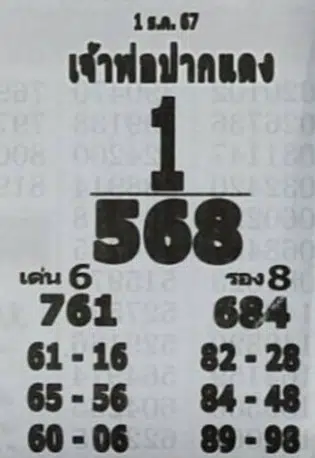 1 ธ.ค. 67
เจ้าพ่อปากแดง
1
568
เด่น 6 รอง 8
761 684
61 - 16 82 - 28
65 - 56 84 - 48
60 - 06 89 - 98